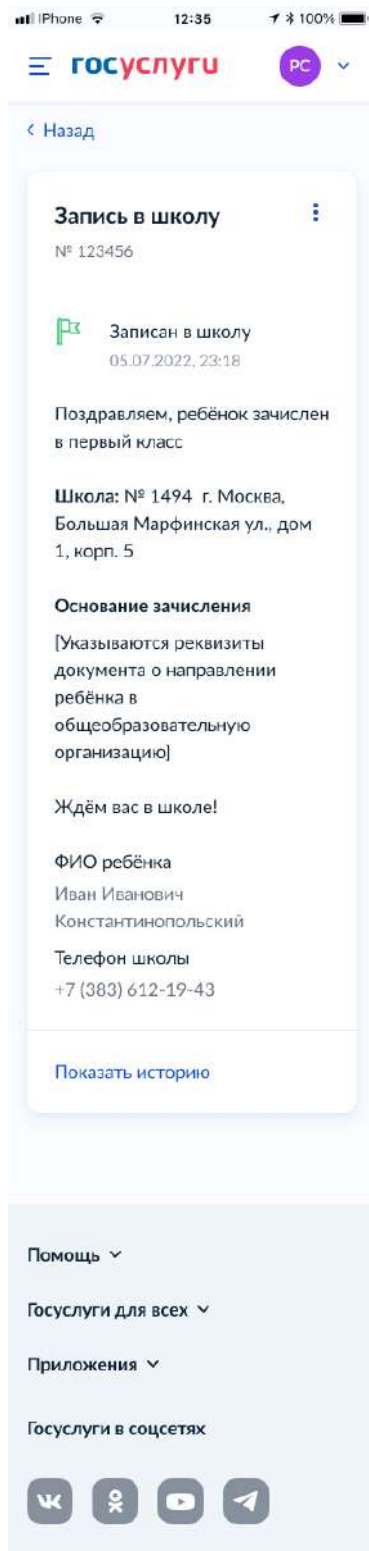 iPhone 12:35 100%
госуслуги РС
Назад
Запись в школу
№ 123456
Записан в школу
05.07.2022, 23:18
Поздравляем, ребёнок зачислен
в первый класс
Школа: № 1494 г. Москва,
Большая Марфинская ул., дом
1, корп. 5
Основание зачисления
[Указываются реквизиты
документа о направлении
ребёнка в
общеобразовательную
организацию]
Ждём вас в школе!
ФИО ребёнка
Иван Иванович
Константинопольский
Телефон школы
+7 (383) 612-19-43
Показать историю
Помощь
Госуслуги для всех
Приложения
Госуслуги в соцсетях